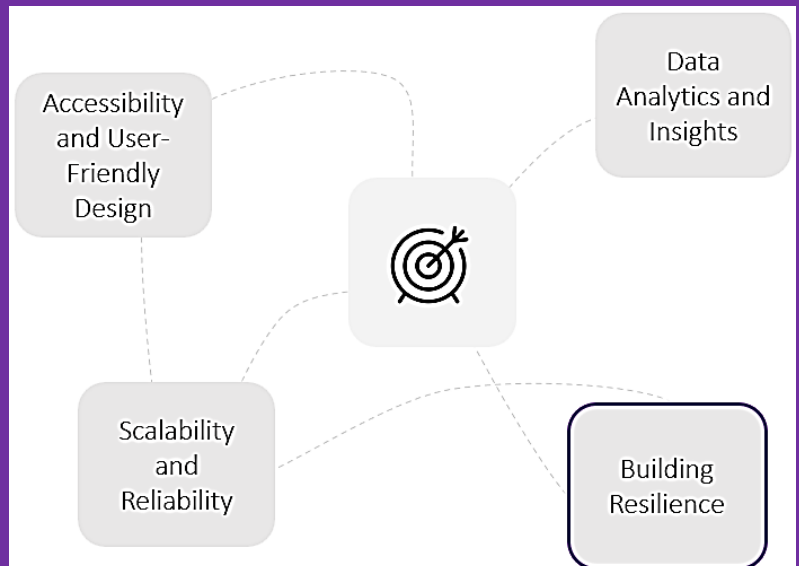 Accessibility
and User-
Friendly
Design
Data
Analytics and
Insights
Scalability
and
Reliability
Building
Resilience